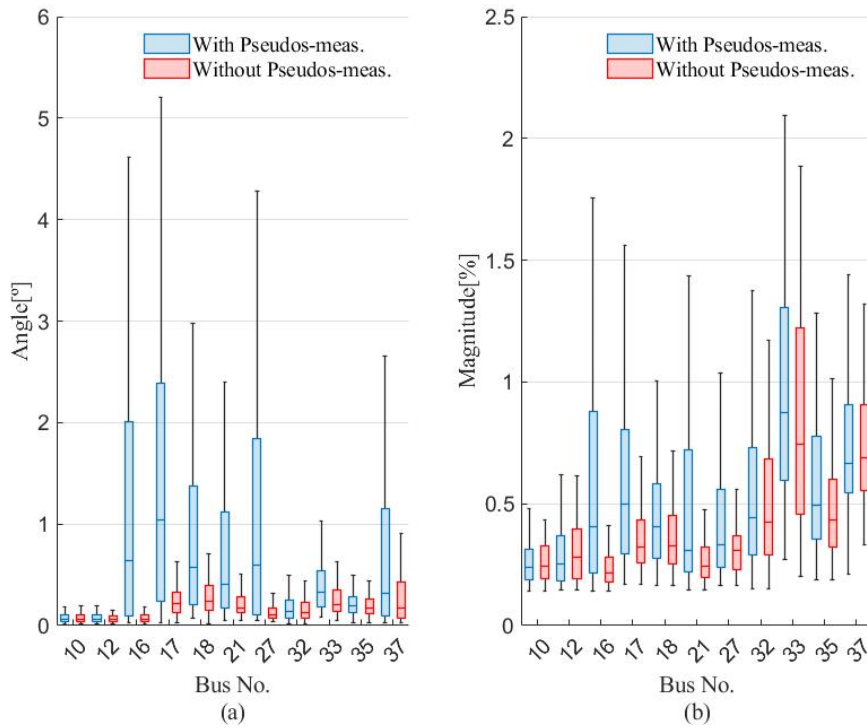 6
5
4
3
2
1
0
Angle[º]
With Pseudos-meas.
Without Pseudos-meas.
10 12 16 17 18 21 27 32 33 35 37
Bus No.
(a)
2.5
2
1.5
1
0.5
0
Magnitude[%]
With Pseudos-meas.
Without Pseudos-meas.
10 12 16 17 18 21 27 32 33 35 37
Bus No.
(b)